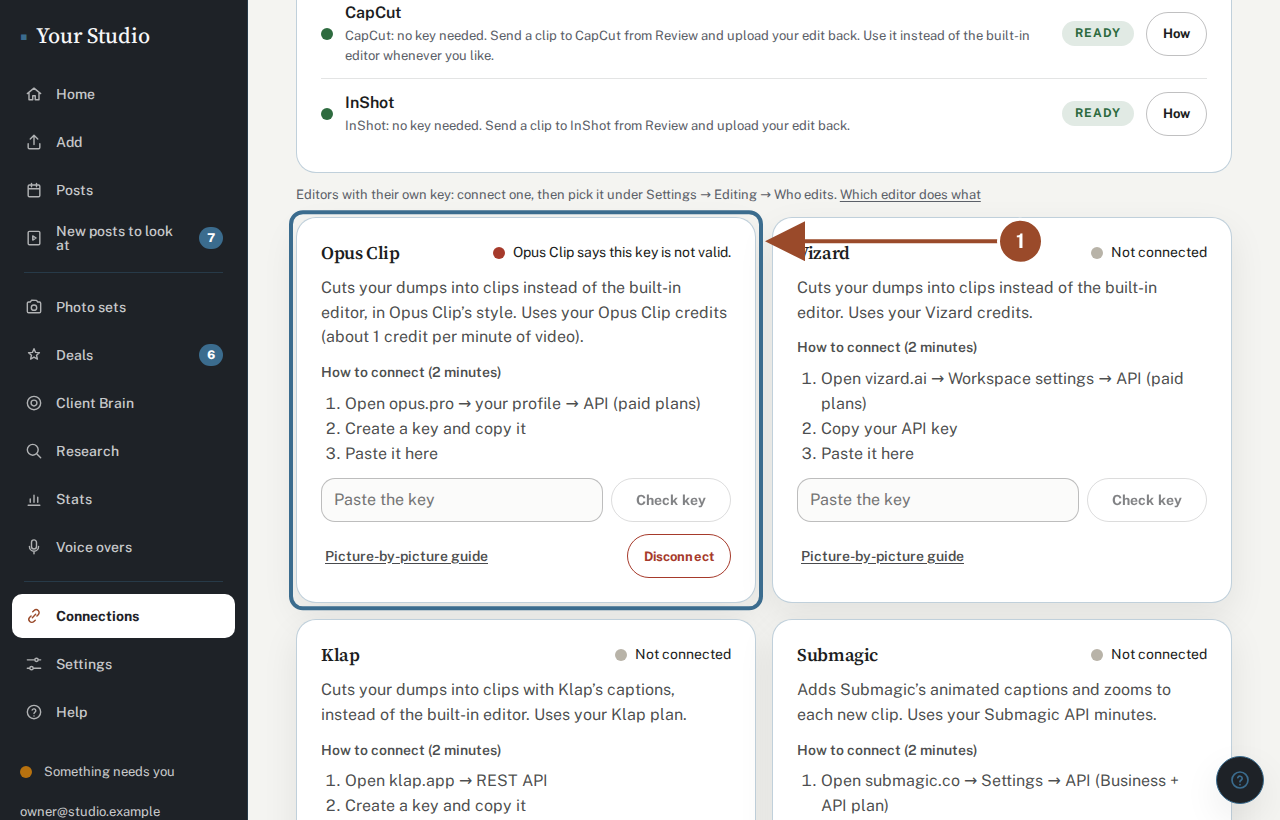 Your Studio
Home
Add
Posts
New posts to look
at
7
Photo sets
Deals
6
Client Brain
Research
Stats
Voice overs
Connections
Settings
Help
Something needs you
owner@studio.example
CapCut
CapCut: no key needed. Send a clip to CapCut from Review and upload your edit back. Use it instead of the built-in
editor whenever you like.
READY
How
InShot
InShot: no key needed. Send a clip to InShot from Review and upload your edit back.
READY
How
Editors with their own key: connect one, then pick it under Settings → Editing → Who edits. Which editor does what
Opus Clip
Opus Clip says this key is not valid.
Cuts your dumps into clips instead of the built-in
editor, in Opus Clip’s style. Uses your Opus Clip credits
(about 1 credit per minute of video).
How to connect (2 minutes)
1. Open opus.pro → your profile → API (paid plans)
2. Create a key and copy it
3. Paste it here
Paste the key
Check key
Picture-by-picture guide
Disconnect
1
Vizard
Not connected
Cuts your dumps into clips instead of the built-in
editor. Uses your Vizard credits.
How to connect (2 minutes)
1. Open vizard.ai → Workspace settings → API (paid
plans)
2. Copy your API key
3. Paste it here
Paste the key
Check key
Picture-by-picture guide
Klap
Not connected
Cuts your dumps into clips with Klap’s captions,
instead of the built-in editor. Uses your Klap plan.
How to connect (2 minutes)
1. Open klap.app → REST API
2. Create a key and copy it
Submagic
Not connected
Adds Submagic’s animated captions and zooms to
each new clip. Uses your Submagic API minutes.
How to connect (2 minutes)
1. Open submagic.co → Settings → API (Business +
API plan)